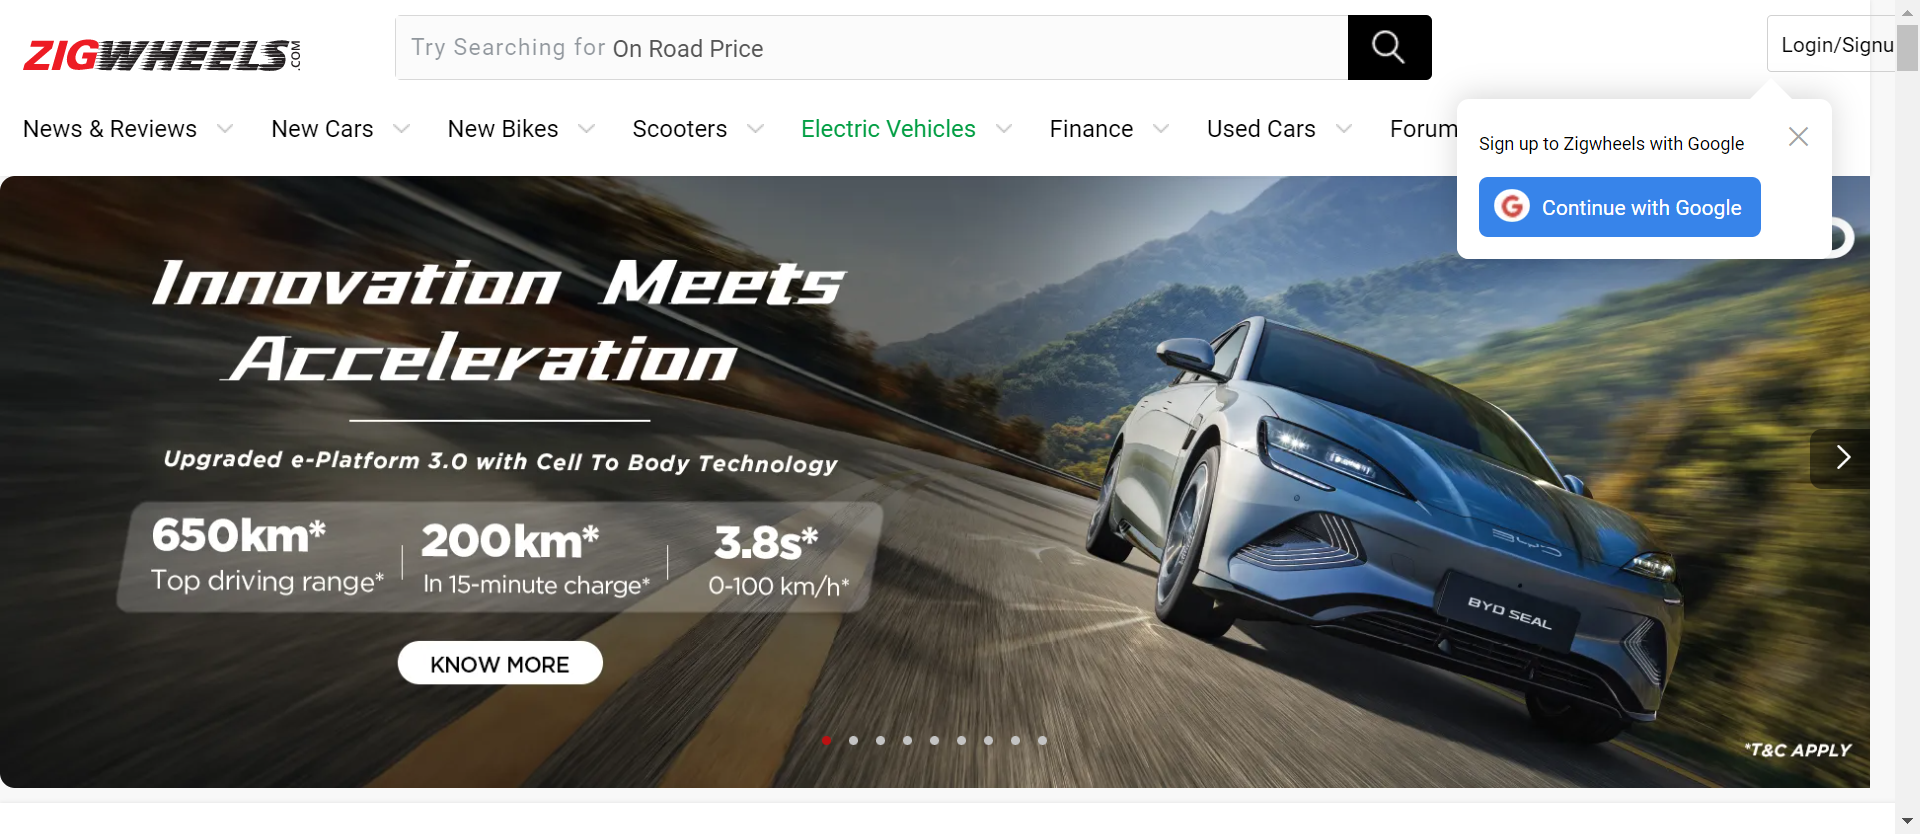 ZIGWHEELS.COM
Try Searching for On Road Price
Login/Signu
News & Reviews
New Cars
New Bikes
Scooters
Electric Vehicles
Finance
Used Cars
Forum
Sign up to Zigwheels with Google
G Continue with Google
Innovation Meets
Acceleration
Upgraded e-Platform 3.0 with Cell To Body Technology
650km* 200km* 3.8s*
Top driving range* In 15-minute charge* 0-100 km/h*
BYD
BYD SEAL
KNOW MORE
*T&C APPLY